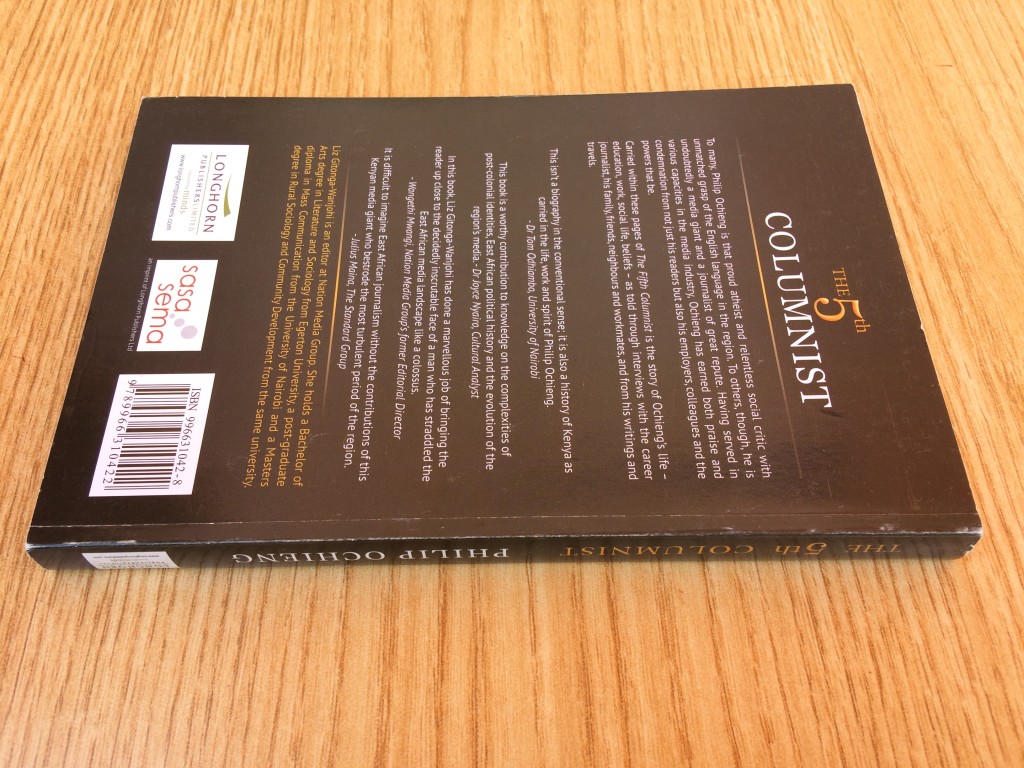 THE 5th
COLUMNIST
To many, Philip Ochieng is that proud atheist and relentless social critic with
unmatched grasp of the English language in the region. To others, though, he is
undoubtedly a media giant and a journalist of great repute. Having served in
various capacities in the media industry, Ochieng has earned both praise and
condemnation from not just his readers but also his employers, colleagues and the
powers that be.
Carried within these pages of The Fifth Columnist is the story of Ochieng's life –
education, work, social life, beliefs – as told through interviews with the career
journalist, his family, friends, neighbours and workmates, and from his writings and
travels.
This isn't a biography in the conventional sense; it is also a history of Kenya as
carried in the life, work and spirit of Philip Ochieng.
- Dr Tom Odhiambo, University of Nairobi
This book is a worthy contribution to knowledge on the complexities of
post-colonial identities, East African political history and the evolution of the
region's media - Dr Joyce Nyairo, Cultural Analyst
In this book, Liz Gitonga-Wanjohi has done a marvellous job of bringing the
reader up close to the decidedly inscrutable face of a man who has straddled the
East African media landscape like a colossus.
- Wangethi Mwangi, Nation Media Group's former Editorial Director
It is difficult to imagine East African journalism without the contributions of this
Kenyan media giant who bestrode the most turbulent period of the region.
- Julius Maina, The Standard Group
Liz Gitonga-Wanjohi is an editor at Nation Media Group. She holds a Bachelor of
Arts degree in Literature and Sociology from Egerton University, a post-graduate
diploma in Mass Communication from the University of Nairobi and a Masters
degree in Rural Sociology and Community Development from the same university.
LONGHORN
PUBLISHERS LIMITED
www.longhornpublishers.com
sasa
sema
an imprint of Longhorn Publishers Ltd
ISBN 996631042-8
9789966310422
THE 5th COLUMNIST
PHILIP OCHIENG